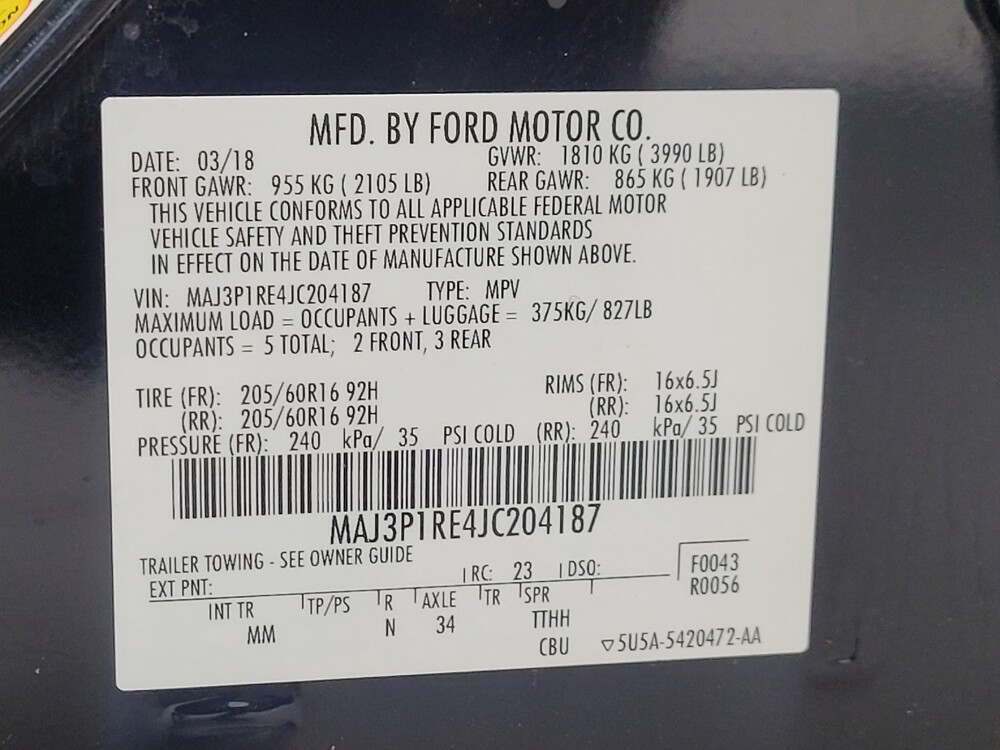 MFD. BY FORD MOTOR CO.
DATE: 03/18 GVWR: 1810 KG ( 3990 LB)
FRONT GAWR: 955 KG ( 2105 LB) REAR GAWR: 865 KG ( 1907 LB)
THIS VEHICLE CONFORMS TO ALL APPLICABLE FEDERAL MOTOR
VEHICLE SAFETY AND THEFT PREVENTION STANDARDS
IN EFFECT ON THE DATE OF MANUFACTURE SHOWN ABOVE.
VIN: MAJ3P1RE4JC204187 TYPE: MPV
MAXIMUM LOAD = OCCUPANTS + LUGGAGE = 375KG/ 827LB
OCCUPANTS = 5 TOTAL; 2 FRONT, 3 REAR
TIRE (FR): 205/60R16 92H RIMS (FR): 16x6.5J
(RR): 205/60R16 92H (RR): 16x6.5J
PRESSURE (FR): 240 kPa/ 35 PSI COLD (RR): 240 kPa/ 35 PSI COLD
MAJ3P1RE4JC204187
TRAILER TOWING - SEE OWNER GUIDE
EXT PNT: RC: 23 DSO: F0043
R0056
INT TR TP/PS R AXLE TR SPR
MM N 34 TTHH
CBU ▽5U5A-5420472-AA